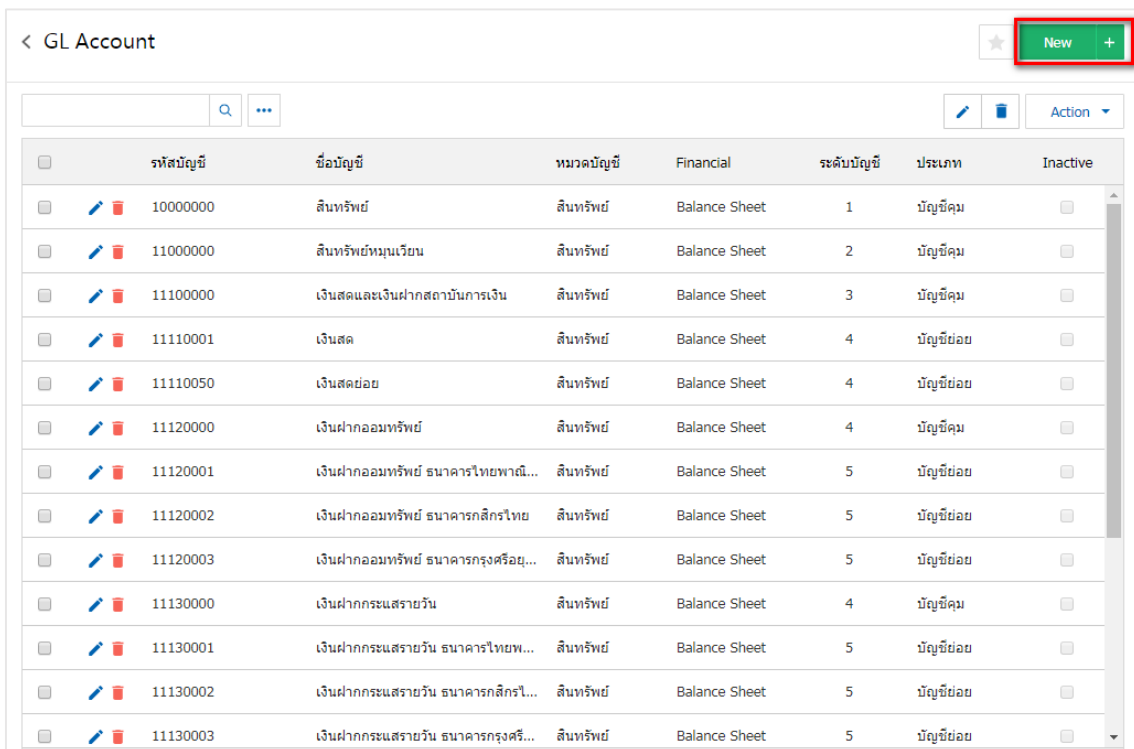 GL Account
New +
Action
รหัสบัญชี ชื่อบัญชี หมวดบัญชี Financial ระดับบัญชี ประเภท Inactive
10000000 สินทรัพย์ สินทรัพย์ Balance Sheet 1 บัญชีคุม
11000000 สินทรัพย์หมุนเวียน สินทรัพย์ Balance Sheet 2 บัญชีคุม
11100000 เงินสดและเงินฝากสถาบันการเงิน สินทรัพย์ Balance Sheet 3 บัญชีคุม
11110001 เงินสด สินทรัพย์ Balance Sheet 4 บัญชีย่อย
11110050 เงินสดย่อย สินทรัพย์ Balance Sheet 4 บัญชีย่อย
11120000 เงินฝากออมทรัพย์ สินทรัพย์ Balance Sheet 4 บัญชีคุม
11120001 เงินฝากออมทรัพย์ ธนาคารไทยพาณิ... สินทรัพย์ Balance Sheet 5 บัญชีย่อย
11120002 เงินฝากออมทรัพย์ ธนาคารกสิกรไทย สินทรัพย์ Balance Sheet 5 บัญชีย่อย
11120003 เงินฝากออมทรัพย์ ธนาคารกรุงศรีอยุ... สินทรัพย์ Balance Sheet 5 บัญชีย่อย
11130000 เงินฝากกระแสรายวัน สินทรัพย์ Balance Sheet 4 บัญชีคุม
11130001 เงินฝากกระแสรายวัน ธนาคารไทยพ... สินทรัพย์ Balance Sheet 5 บัญชีย่อย
11130002 เงินฝากกระแสรายวัน ธนาคารกสิกรไ... สินทรัพย์ Balance Sheet 5 บัญชีย่อย
11130003 เงินฝากกระแสรายวัน ธนาคารกรุงศรี... สินทรัพย์ Balance Sheet 5 บัญชีย่อย